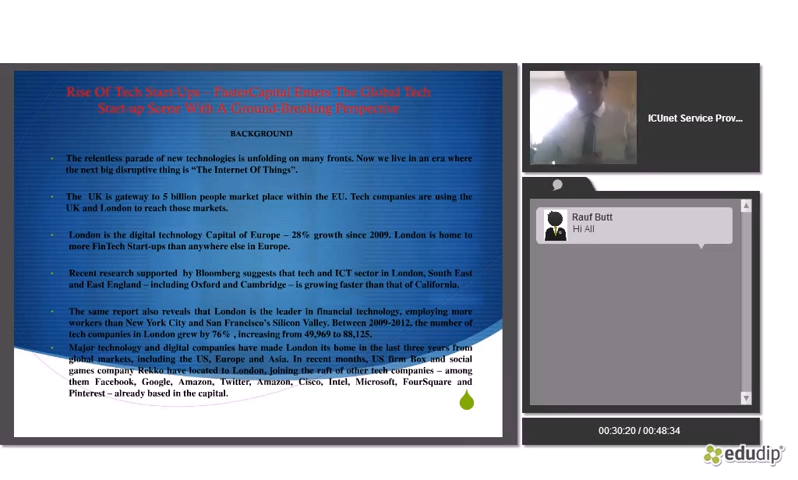 Rise Of Tech Start-Ups – FasterCapital Enters The Global Tech
Start-up Scene With A Ground Breaking Perspective
BACKGROUND
The relentless parade of new technologies is unfolding on many fronts. Now we live in an era where
the next big disruptive thing is “The Internet Of Things”.
The UK is gateway to 5 billion people market place within the EU. Tech companies are using the
UK and London to reach those markets.
London is the digital technology Capital of Europe – 28% growth since 2009. London is home to
more FinTech Start-ups than anywhere else in Europe.
Recent research supported by Bloomberg suggests that tech and ICT sector in London, South East
and East England – including Oxford and Cambridge – is growing faster than that of California.
The same report also reveals that London is the leader in financial technology, employing more
workers than New York City and San Francisco’s Silicon Valley. Between 2009-2012, the number of
tech companies in London grew by 76% , increasing from 49,969 to 88,125.
Major technology and digital companies have made London its home in the last three years from
global markets, including the US, Europe and Asia. In recent months, US firm Box and social
games company Rekko have located to London, joining the raft of other tech companies – among
them Facebook, Google, Amazon, Twitter, Amazon, Cisco, Intel, Microsoft, FourSquare and
Pinterest – already based in the capital.
ICUnet Service Prov...
Rauf Butt
Hi All
00:30:20 / 00:48:34
edudip